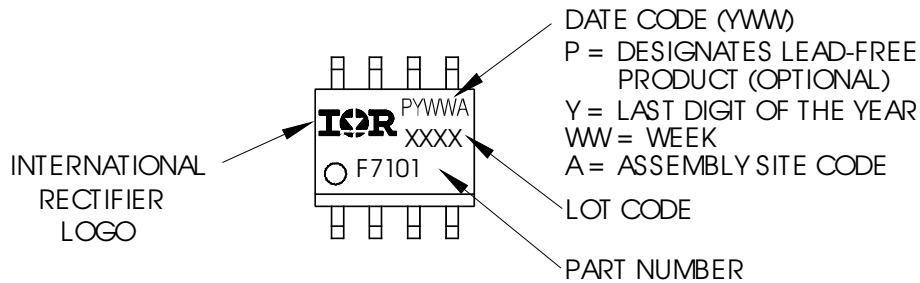 DATE CODE (YWW)
P = DESIGNATES LEAD-FREE
PRODUCT (OPTIONAL)
Y = LAST DIGIT OF THE YEAR
WW = WEEK
A = ASSEMBLY SITE CODE
LOT CODE
PART NUMBER
INTERNATIONAL
RECTIFIER
LOGO
IOR
PYWWA
XXXX
F7101